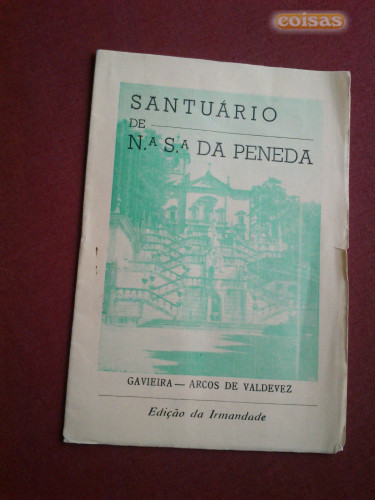 coisas
SANTUÁRIO
DE
N.A S.A DA PENEDA
GAVIEIRA — ARCOS DE VALDEVEZ
Edição da Irmandade